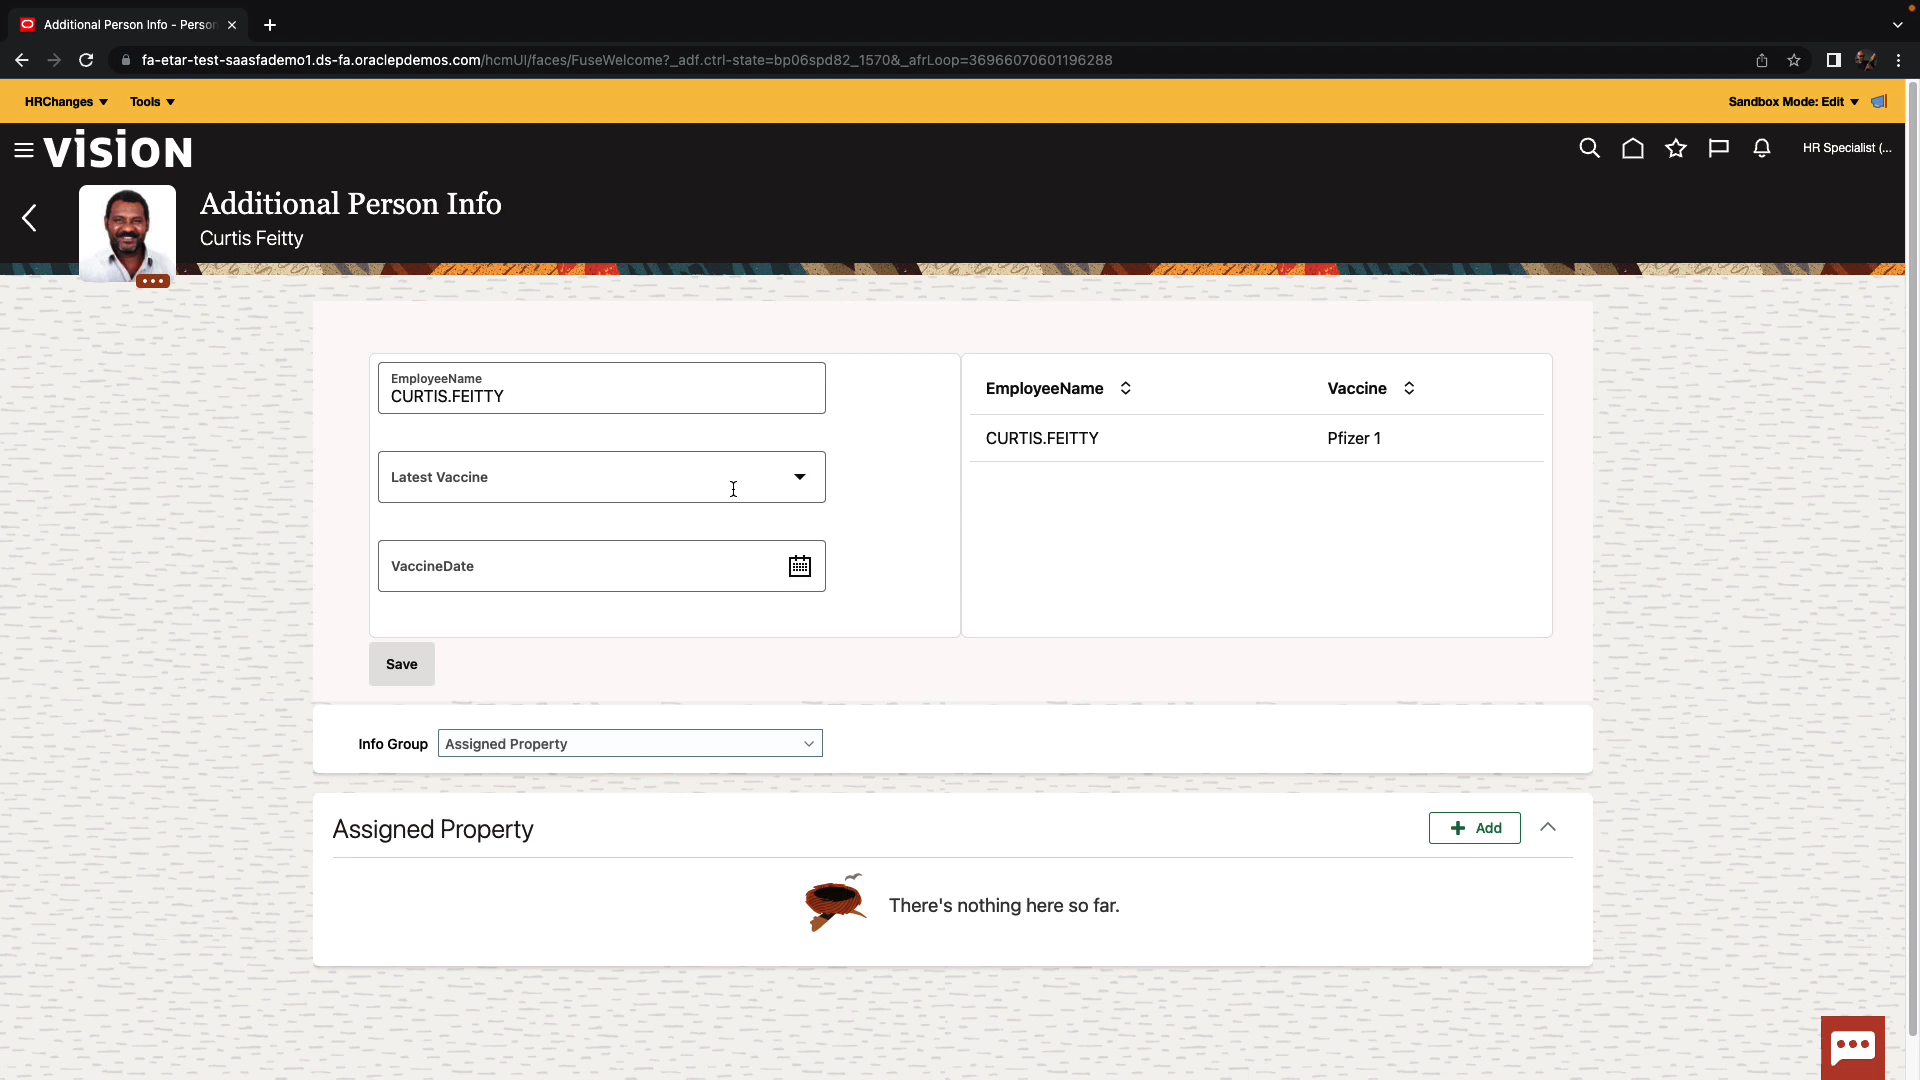 Additional Person Info - Person
fa-etar-test-saasfademo1.ds-fa.oraclepdemos.com/hcmUI/faces/FuseWelcome?_adf.ctrl-state=bp06spd82_1570&_afrLoop=36966070601196288
HRChanges
Tools
Sandbox Mode: Edit
VISION
HR Specialist (...
Additional Person Info
Curtis Feitty
EmployeeName
CURTIS.FEITTY
Latest Vaccine
VaccineDate
EmployeeName
Vaccine
CURTIS.FEITTY
Pfizer 1
Save
Info Group
Assigned Property
Assigned Property
Add
There's nothing here so far.